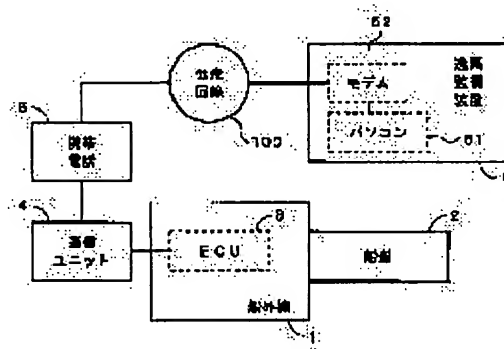 52
公衆
回線
100
モデム
パソコン
51
遠隔
監視
装置
5
携帯
電話
4
通信
ユニット
3
ECU
船外機
1
2
船舶